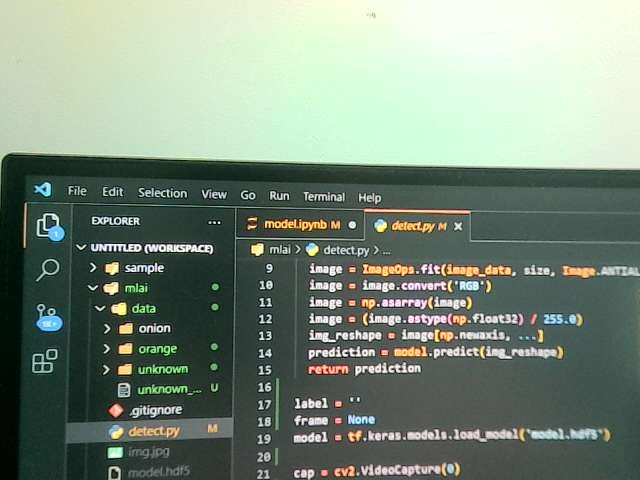 File Edit Selection View Go Run Terminal Help
EXPLORER ...
model.ipynb M
detect.py M
UNTITLED (WORKSPACE)
mlai > detect.py > ...
sample
mlai
data
onion
orange
unknown
unknown_... U
.gitignore
detect.py M
img.jpg
model.hdf5
1
9 image = ImageOps.fit(image_data, size, Image.ANTIAL
10 image = image.convert('RGB')
11 image = np.asarray(image)
12 image = (image.astype(np.float32) / 255.0)
13 img_reshape = image[np.newaxis, ...]
14 prediction = model.predict(img_reshape)
15 return prediction
16
17 label = ''
18 frame = None
19 model = tf.keras.models.load_model('model.hdf5')
20
21 cap = cv2.VideoCapture(0)